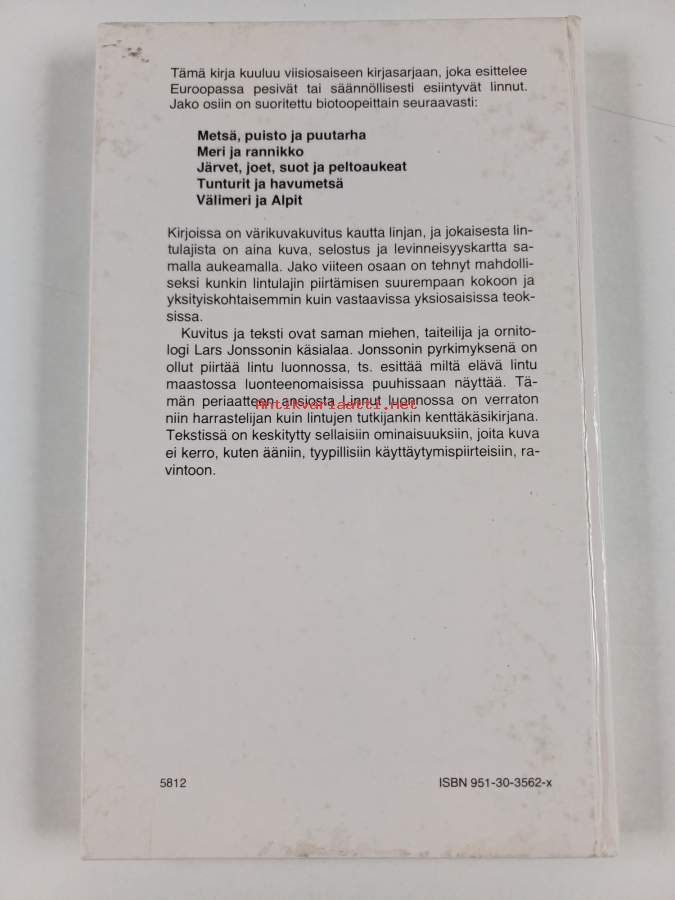 Tämä kirja kuuluu viisiosaiseen kirjasarjaan, joka esittelee
Euroopassa pesivät tai säännöllisesti esiintyvät linnut.
Jako osiin on suoritettu biotoopeittain seuraavasti:
Metsä, puisto ja puutarha
Meri ja rannikko
Järvet, joet, suot ja peltoaukeat
Tunturit ja havumetsä
Välimeri ja Alpit
Kirjoissa on värikuvakuvitus kautta linjan, ja jokaisesta lin-
tulajista on aina kuva, selostus ja levinneisyyskartta sa-
malla aukeamalla. Jako viiteen osaan on tehnyt mahdolli-
seksi kunkin lintulajin piirtämisen suurempaan kokoon ja
yksityiskohtaisemmin kuin vastaavissa yksiosaisissa teok-
sissa.
Kuvitus ja teksti ovat saman miehen, taiteilija ja ornito-
logi Lars Jonssonin käsialaa. Jonssonin pyrkimyksenä on
ollut piirtää lintu luonnossa, ts. esittää miltä elävä lintu
maastossa luonteenomaisissa puuhissaan näyttää. Tä-
män periaatteen ansiosta Linnut luonnossa on verraton
Antikvariaatti.net
niin harrastelijan kuin lintujen tutkijankin kenttäkäsikirjana.
Tekstissä on keskitytty sellaisiin ominaisuuksiin, joita kuva
ei kerro, kuten ääniin, tyypillisiin käyttäytymispiirteisiin, ra-
vintoon.
5812
ISBN 951-30-3562-x